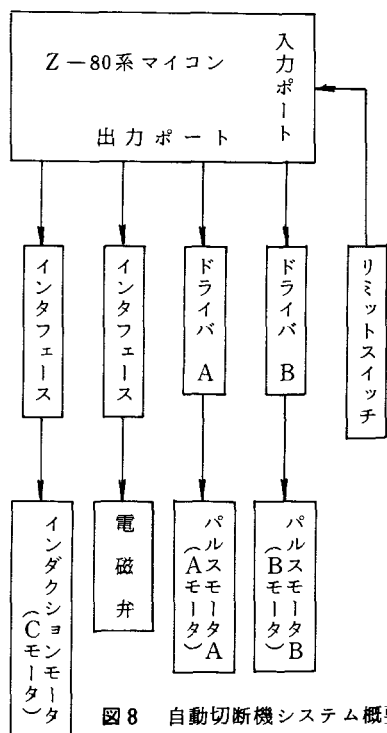 Z－80系マイコン
入力ポート
出力ポート
インタフェース
インタフェース
ドライバ A
ドライバ B
リミットスイッチ
インダクションモータ
(Cモータ)
電磁弁
パルスモータA
(Aモータ)
パルスモータB
(Bモータ)
図8 自動切断機システム概要